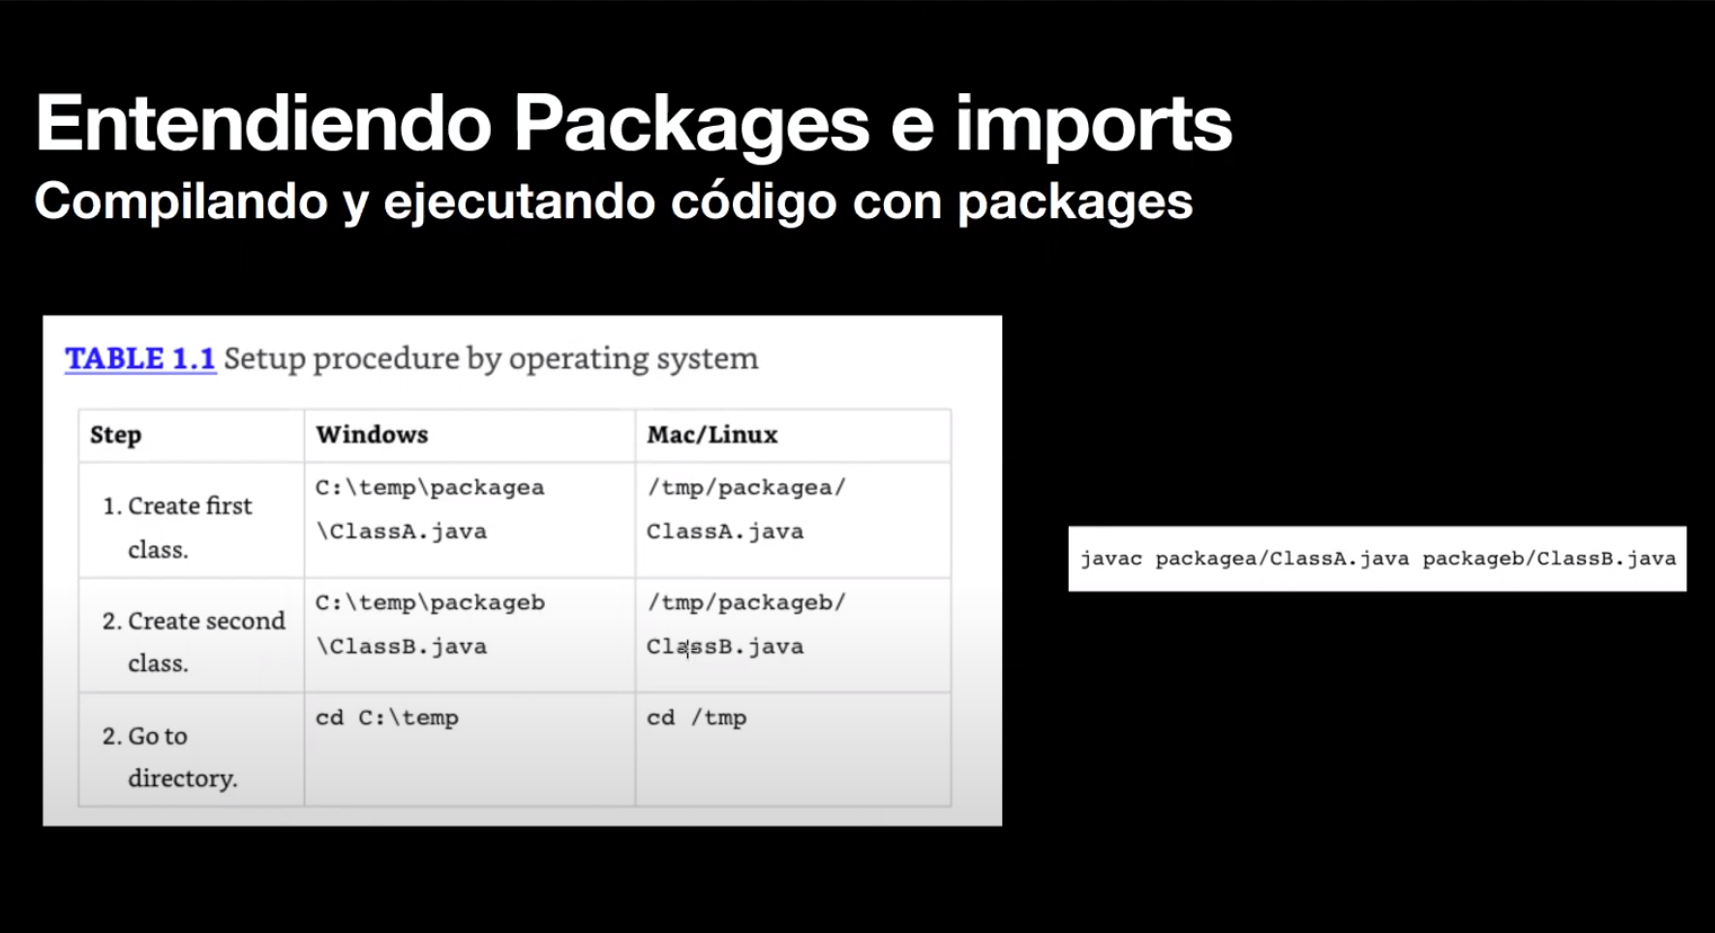 Entendiendo Packages e imports
Compilando y ejecutando código con packages
TABLE 1.1 Setup procedure by operating system
Step Windows Mac/Linux
1. Create first
class.
C:\temp\packagea
\ClassA.java
/tmp/packagea/
ClassA.java
2. Create second
class.
C:\temp\packageb
\ClassB.java
/tmp/packageb/
ClassB.java
2. Go to
directory.
cd C:\temp
cd /tmp
javac packagea/ClassA.java packageb/ClassB.java